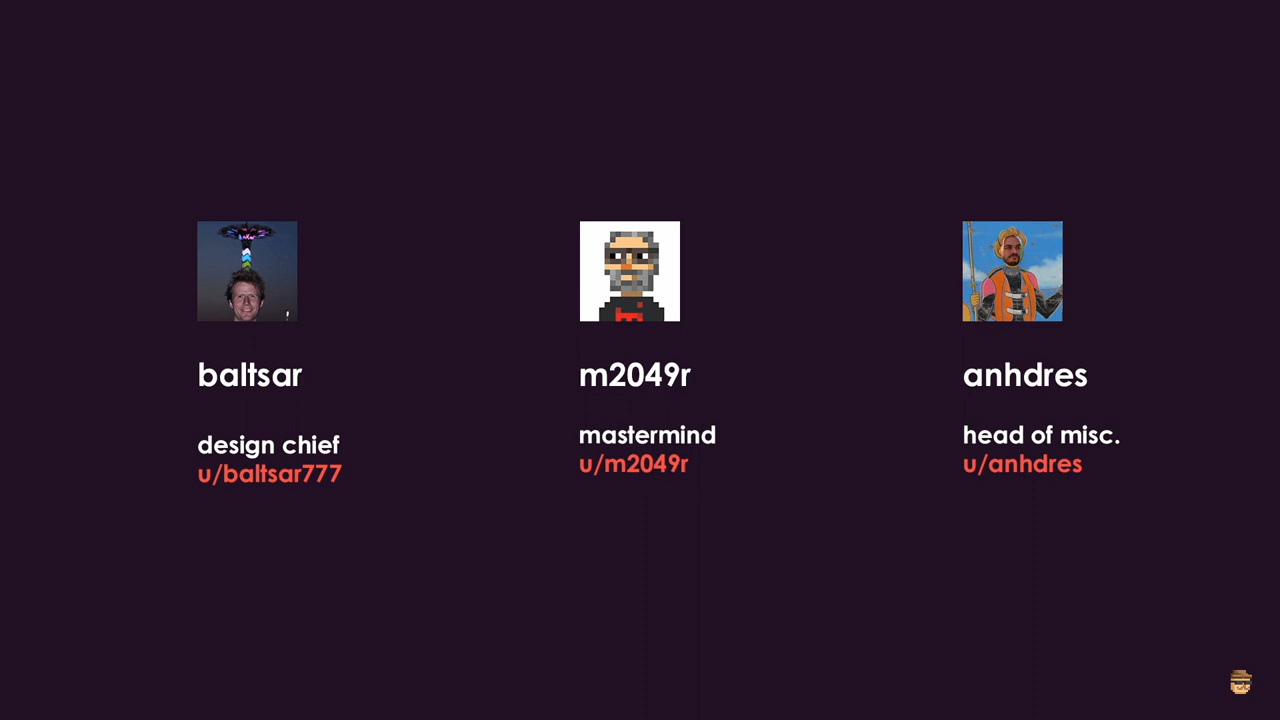 baltsar
design chief
u/baltsar777
m2049r
mastermind
u/m2049r
anhdres
head of misc.
u/anhdres